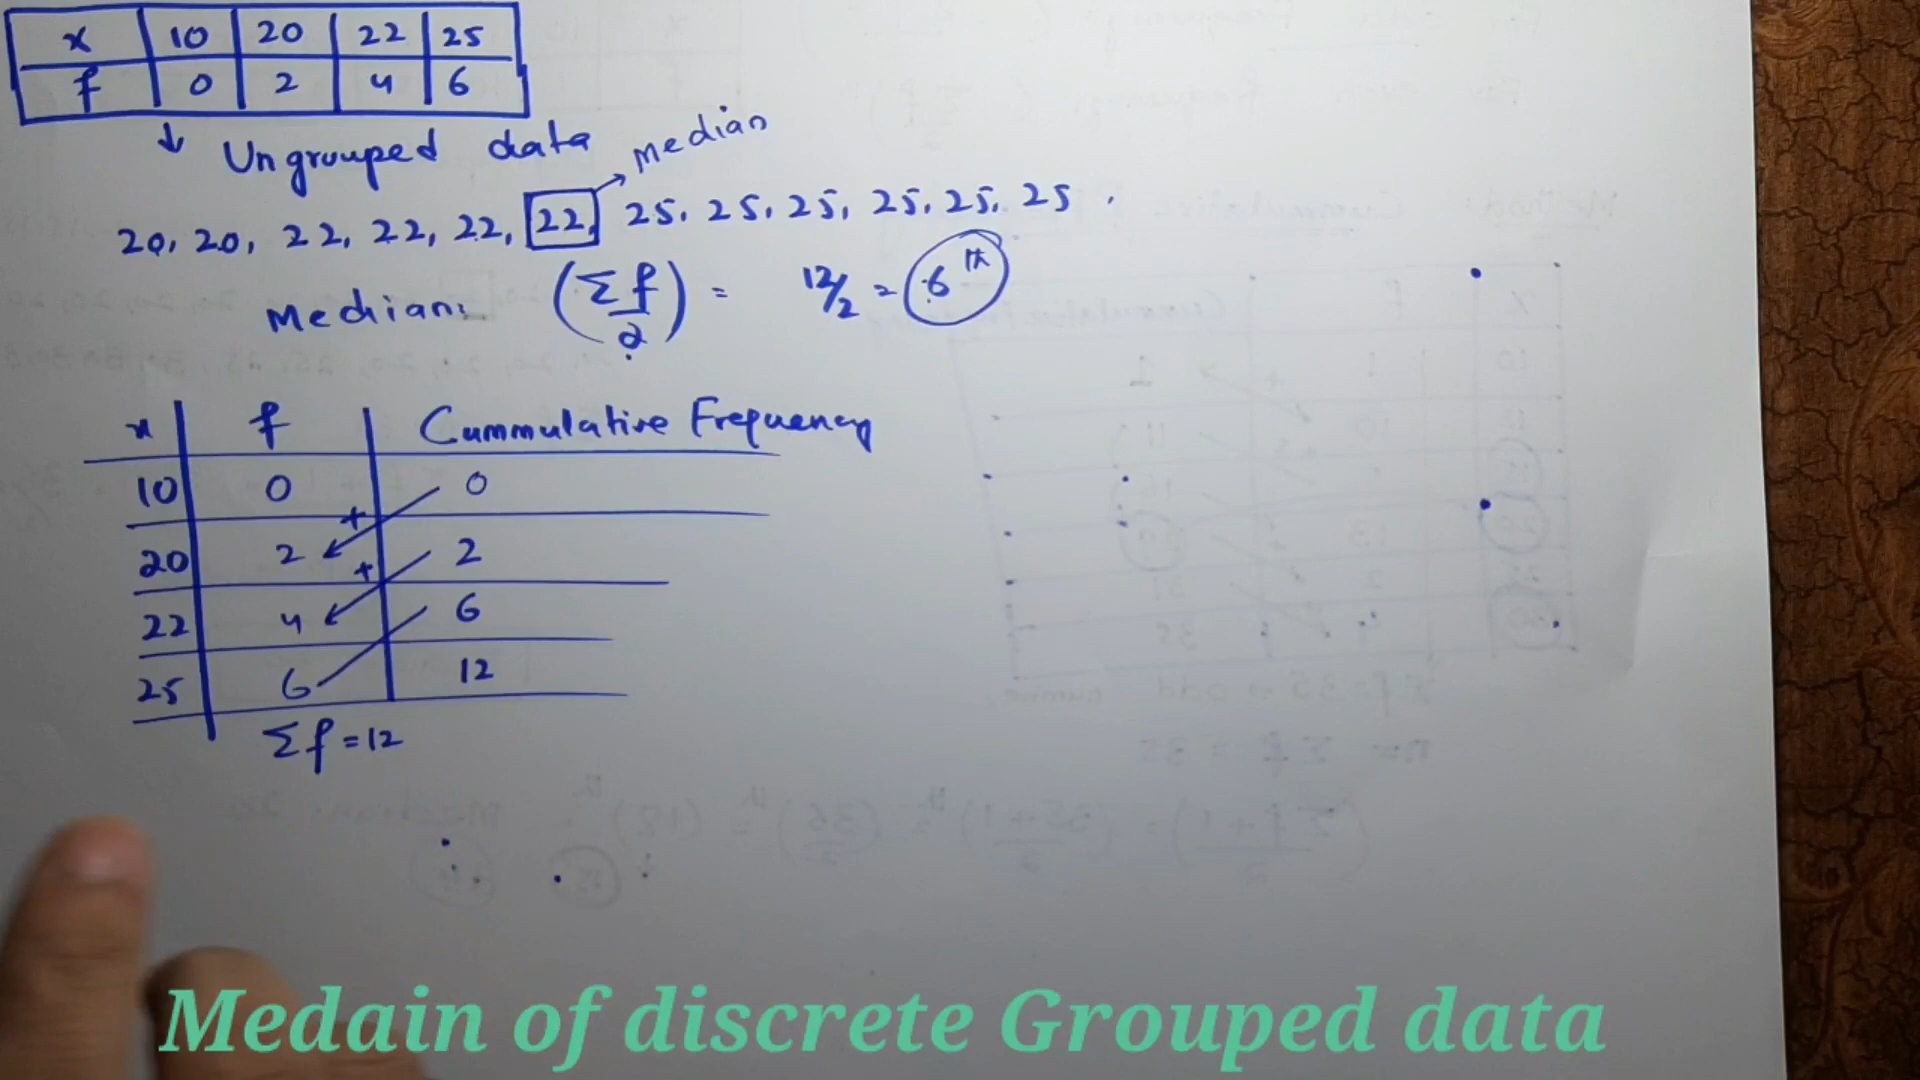 x 10 20 22 25
f 0 2 4 6
↓ Ungrouped data
→ Median
20, 20, 22, 22, 22, 22, 25, 25, 25, 25, 25, 25.
Median: (Σf/2) = 12/2 = 6th
x f Cummulative Frequency
10 0 0
20 2 2
22 4 6
25 6 12
Σf = 12
Medain of discrete Grouped data